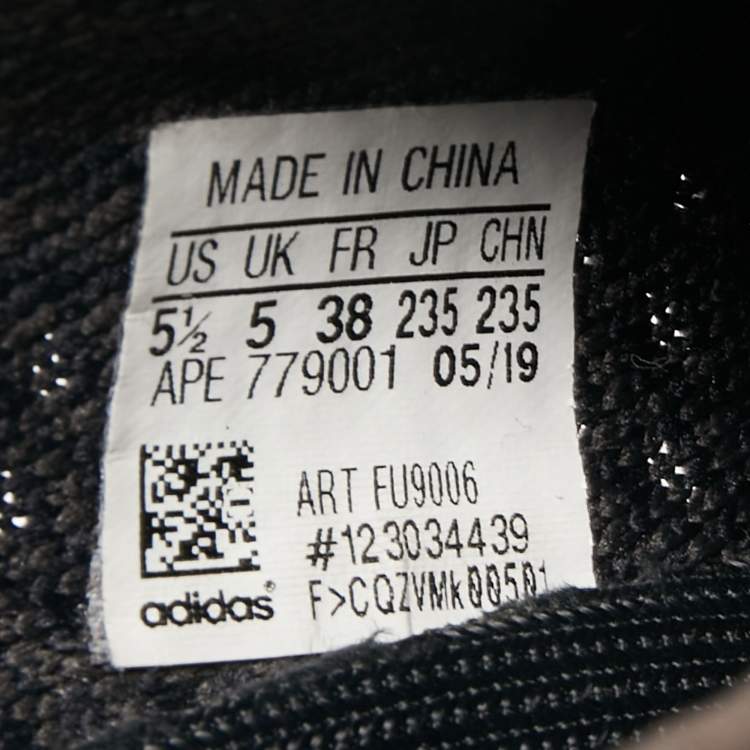 MADE IN CHINA
US UK FR JP CHN
5½ 5 38 235 235
APE 779001 05/19
ART FU9006
#123034439
adidas® F>CQZVMk00501